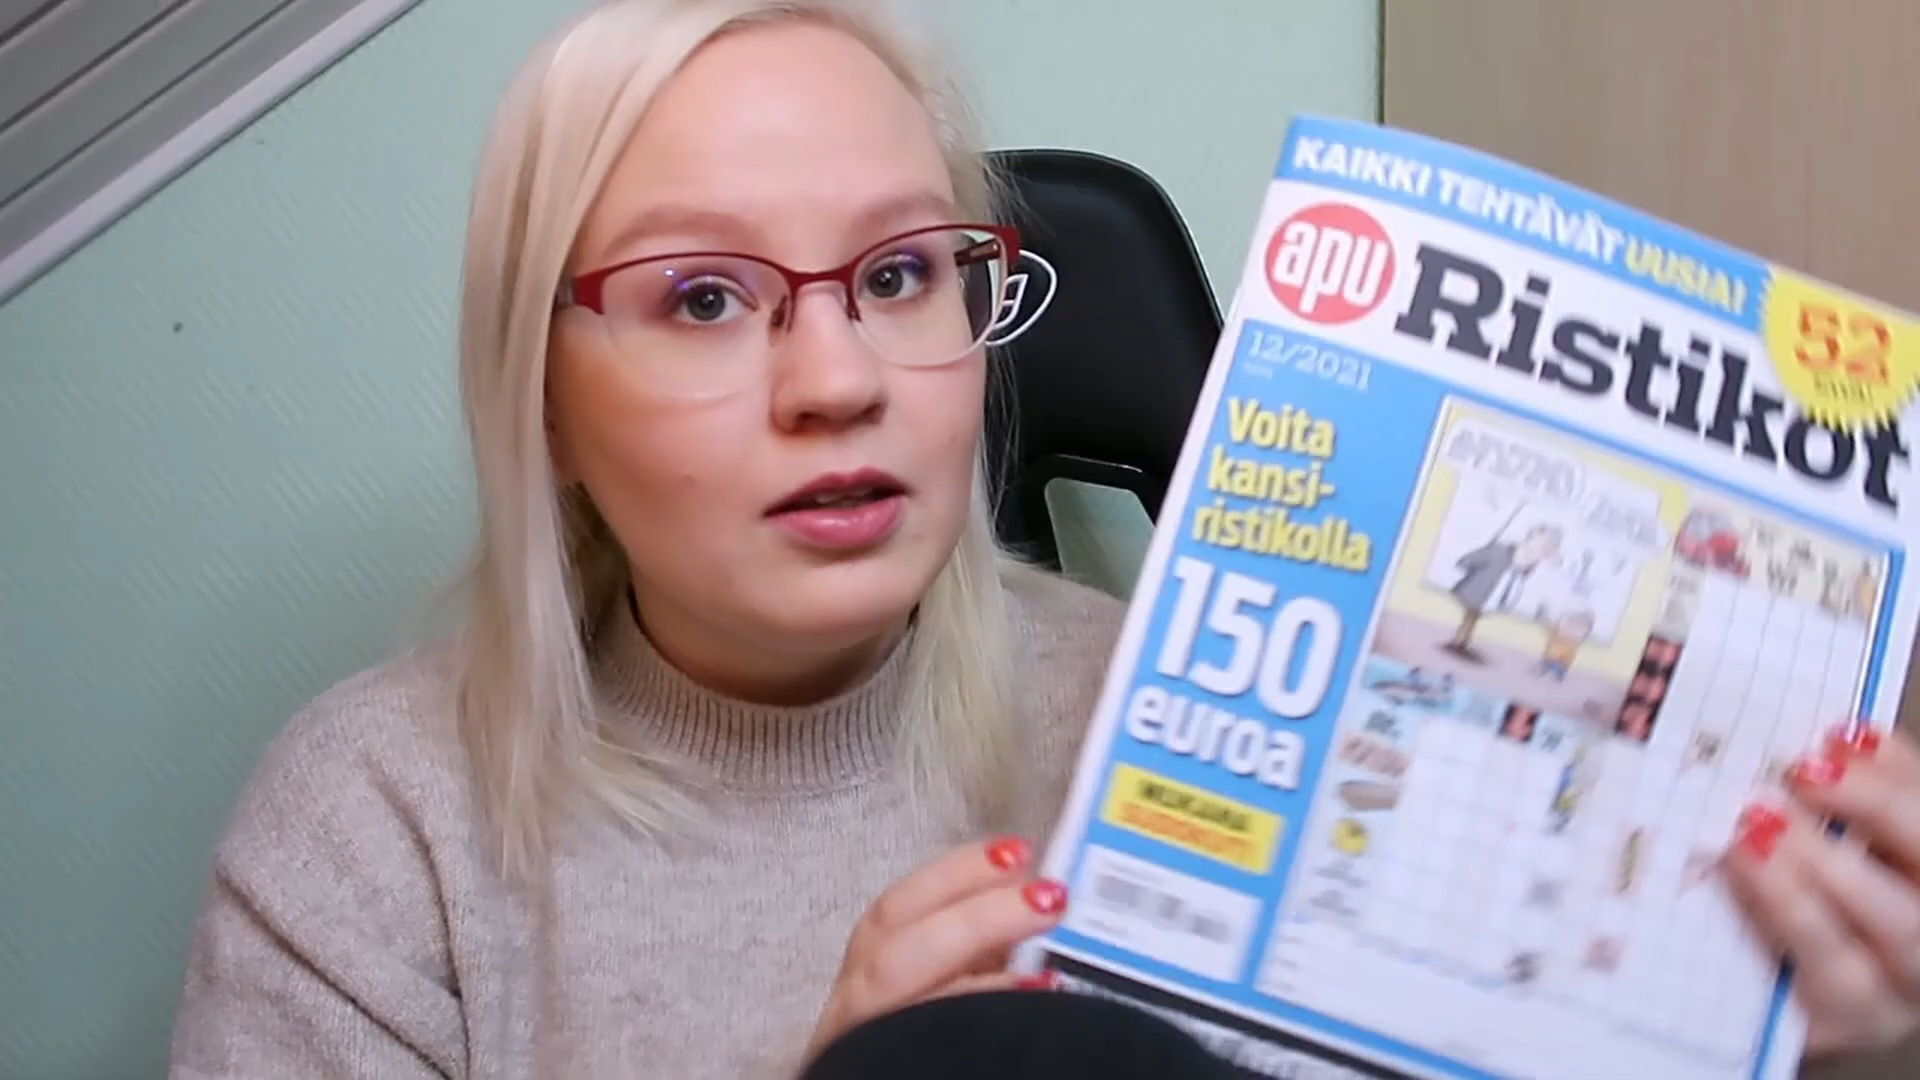 KAIKKI TEHTÄVÄT UUSIA!
apu
Ristikot
52
12/2021
Voita
kansi-
ristikolla
150
euroa